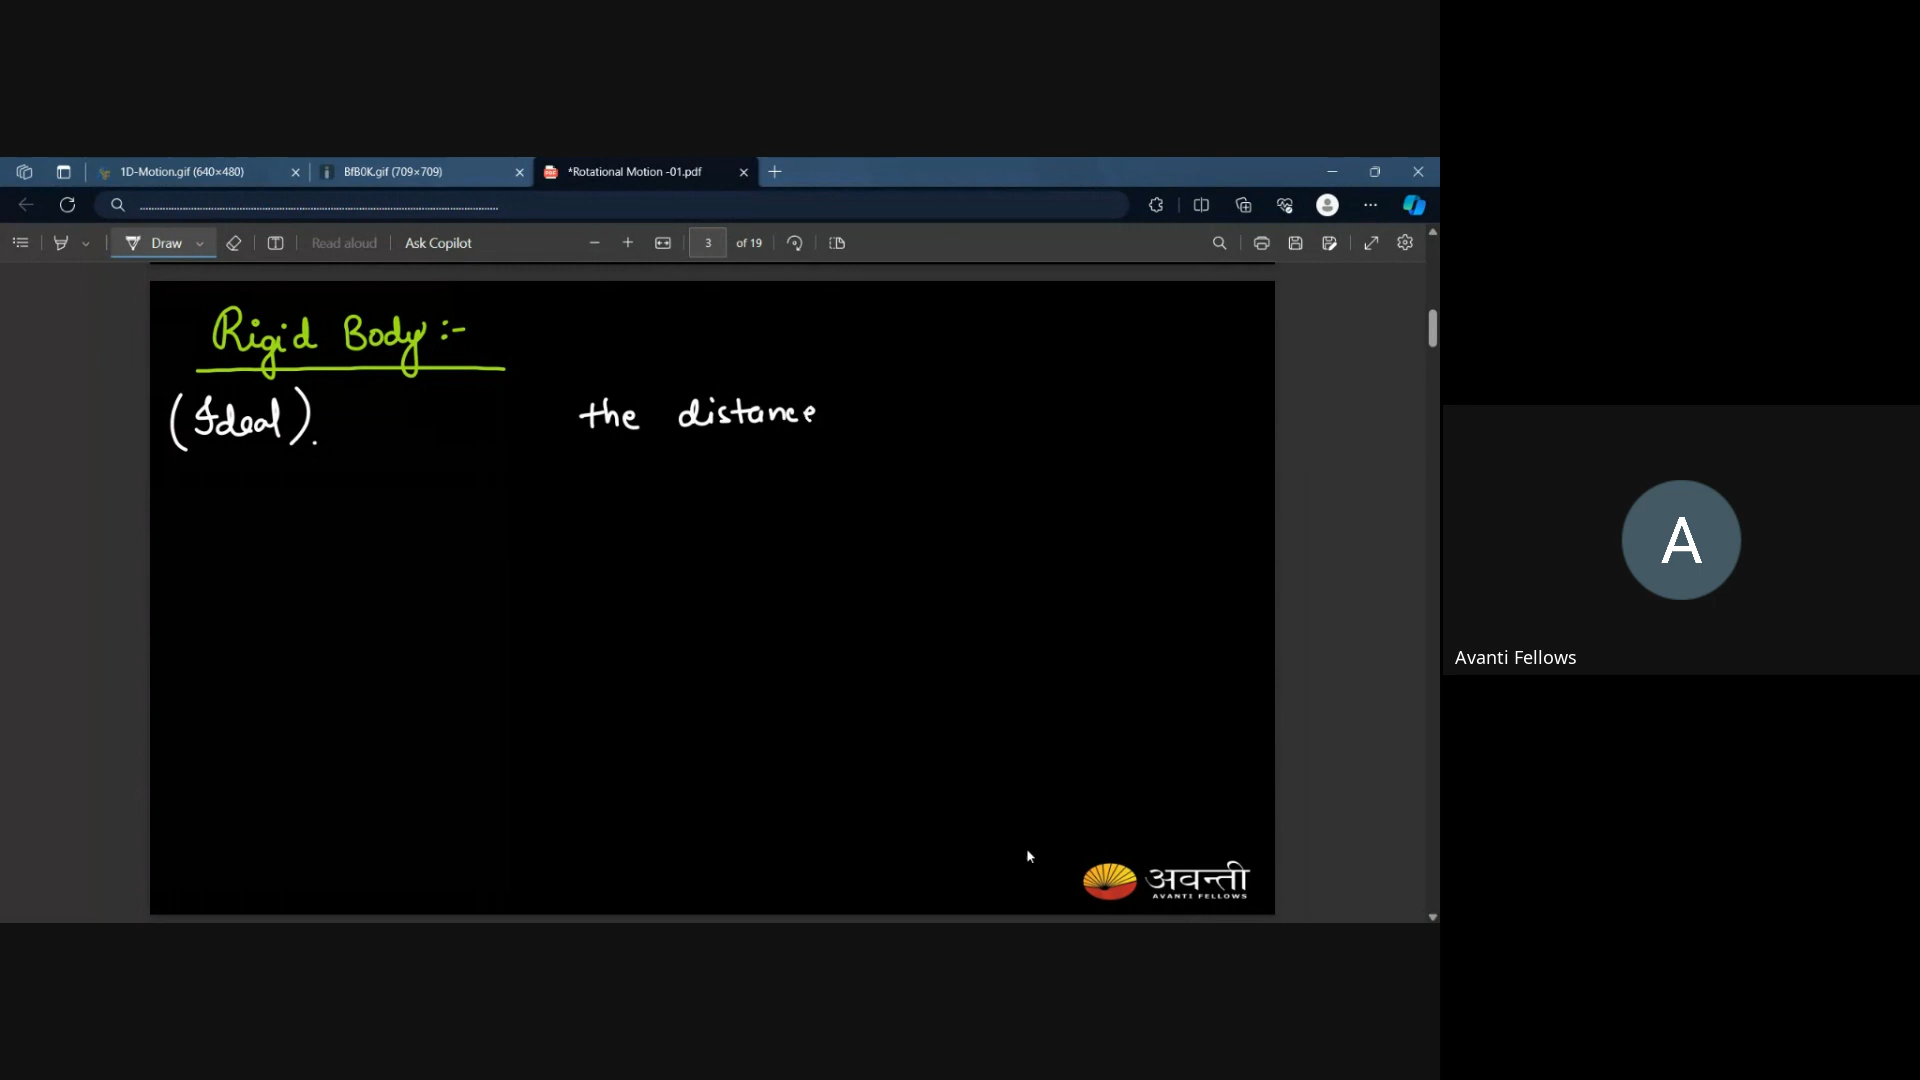 1D-Motion.gif (640×480)
BfB0K.gif (709×709)
*Rotational Motion -01.pdf
Draw
Read aloud
Ask Copilot
3
of 19
Rigid Body :-
(Ideal).
the distance
A
Avanti Fellows
अवन्ती
AVANTI FELLOWS